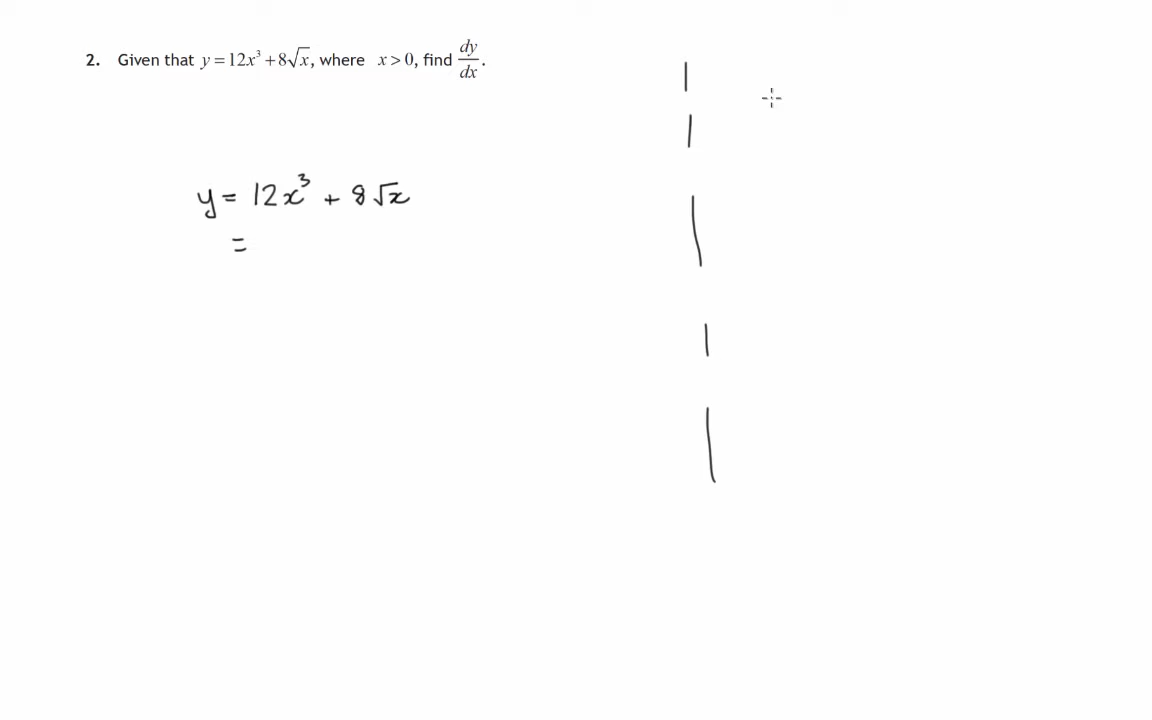 2. Given that y = 12x³ + 8√x, where x > 0, find dy/dx.
y = 12x³ + 8√x
=